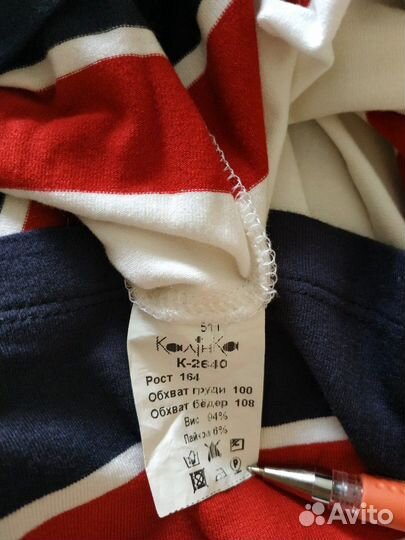 511
КалінКа
К-2640
Рост 164
Обхват груди 100
Обхват бёдер 108
Вис 94%
Лайкра 6%
Avito